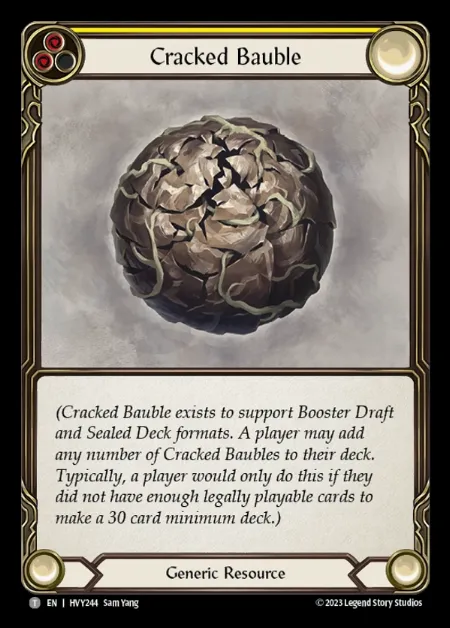 Cracked Bauble
(Cracked Bauble exists to support Booster Draft
and Sealed Deck formats. A player may add
any number of Cracked Baubles to their deck.
Typically, a player would only do this if they
did not have enough legally playable cards to
make a 30 card minimum deck.)
Generic Resource
T EN | HVY244 Sam Yang
© 2023 Legend Story Studios